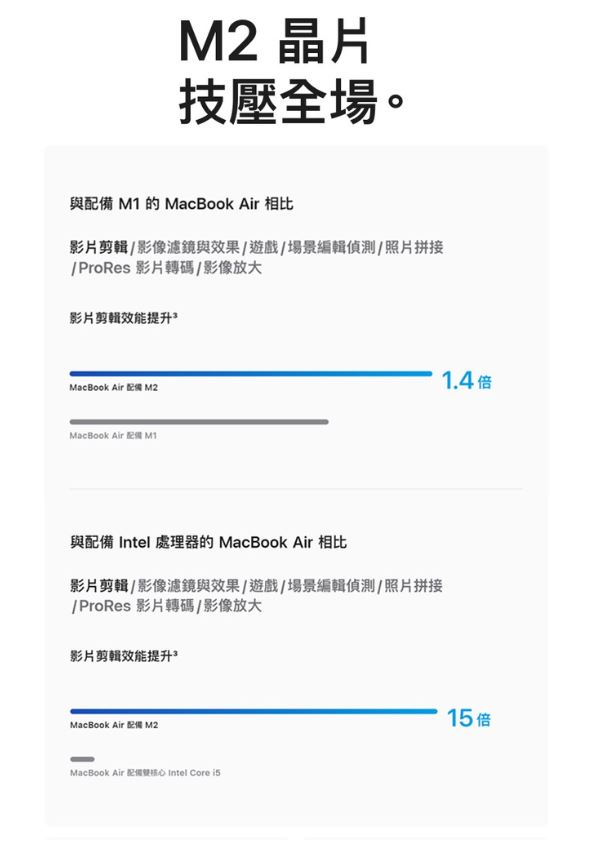 M2 晶片
技壓全場。
與配備 M1 的 MacBook Air 相比
影片剪輯/影像濾鏡與效果/遊戲/場景編輯偵測/照片拼接
/ProRes 影片轉碼/影像放大
影片剪輯效能提升³
1.4 倍
MacBook Air 配備 M2
MacBook Air 配備 M1
與配備 Intel 處理器的 MacBook Air 相比
影片剪輯/影像濾鏡與效果/遊戲/場景編輯偵測/照片拼接
/ProRes 影片轉碼/影像放大
影片剪輯效能提升³
15 倍
MacBook Air 配備 M2
MacBook Air 配備雙核心 Intel Core i5